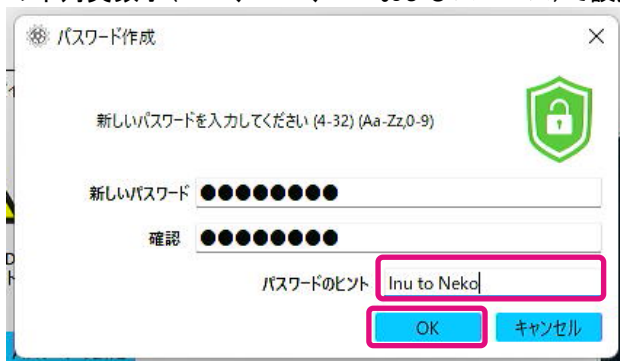 パスワード作成
新しいパスワードを入力してください (4-32) (Aa-Zz,0-9)
新しいパスワード ●●●●●●●●
確認 ●●●●●●●●
パスワードのヒント Inu to Neko
OK キャンセル